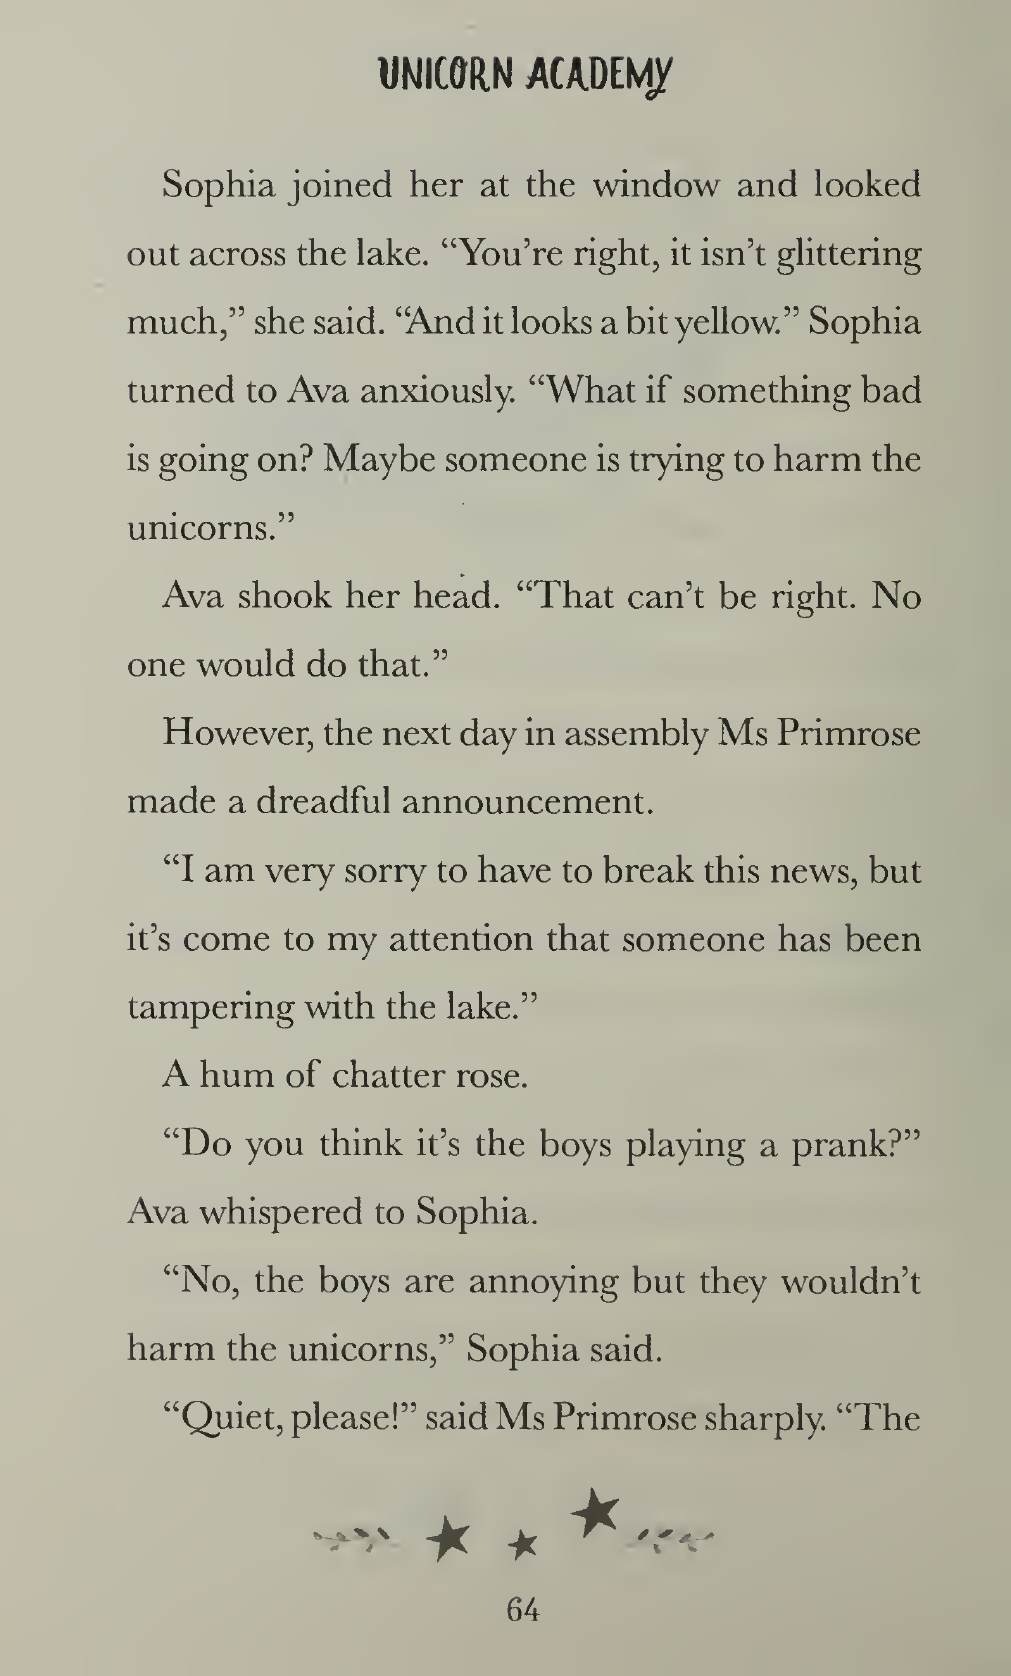 UNICORN ACADEMY
Sophia joined her at the window and looked
out across the lake. “You’re right, it isn’t glittering
much,” she said. “And it looks a bit yellow.” Sophia
turned to Ava anxiously. “What if something bad
is going on? Maybe someone is trying to harm the
unicorns.”
Ava shook her head. “That can’t be right. No
one would do that.”
However, the next day in assembly Ms Primrose
made a dreadful announcement.
“I am very sorry to have to break this news, but
it’s come to my attention that someone has been
tampering with the lake.”
A hum of chatter rose.
“Do you think it’s the boys playing a prank?”
Ava whispered to Sophia.
“No, the boys are annoying but they wouldn’t
harm the unicorns,” Sophia said.
“Quiet, please!” said Ms Primrose sharply. “The
64